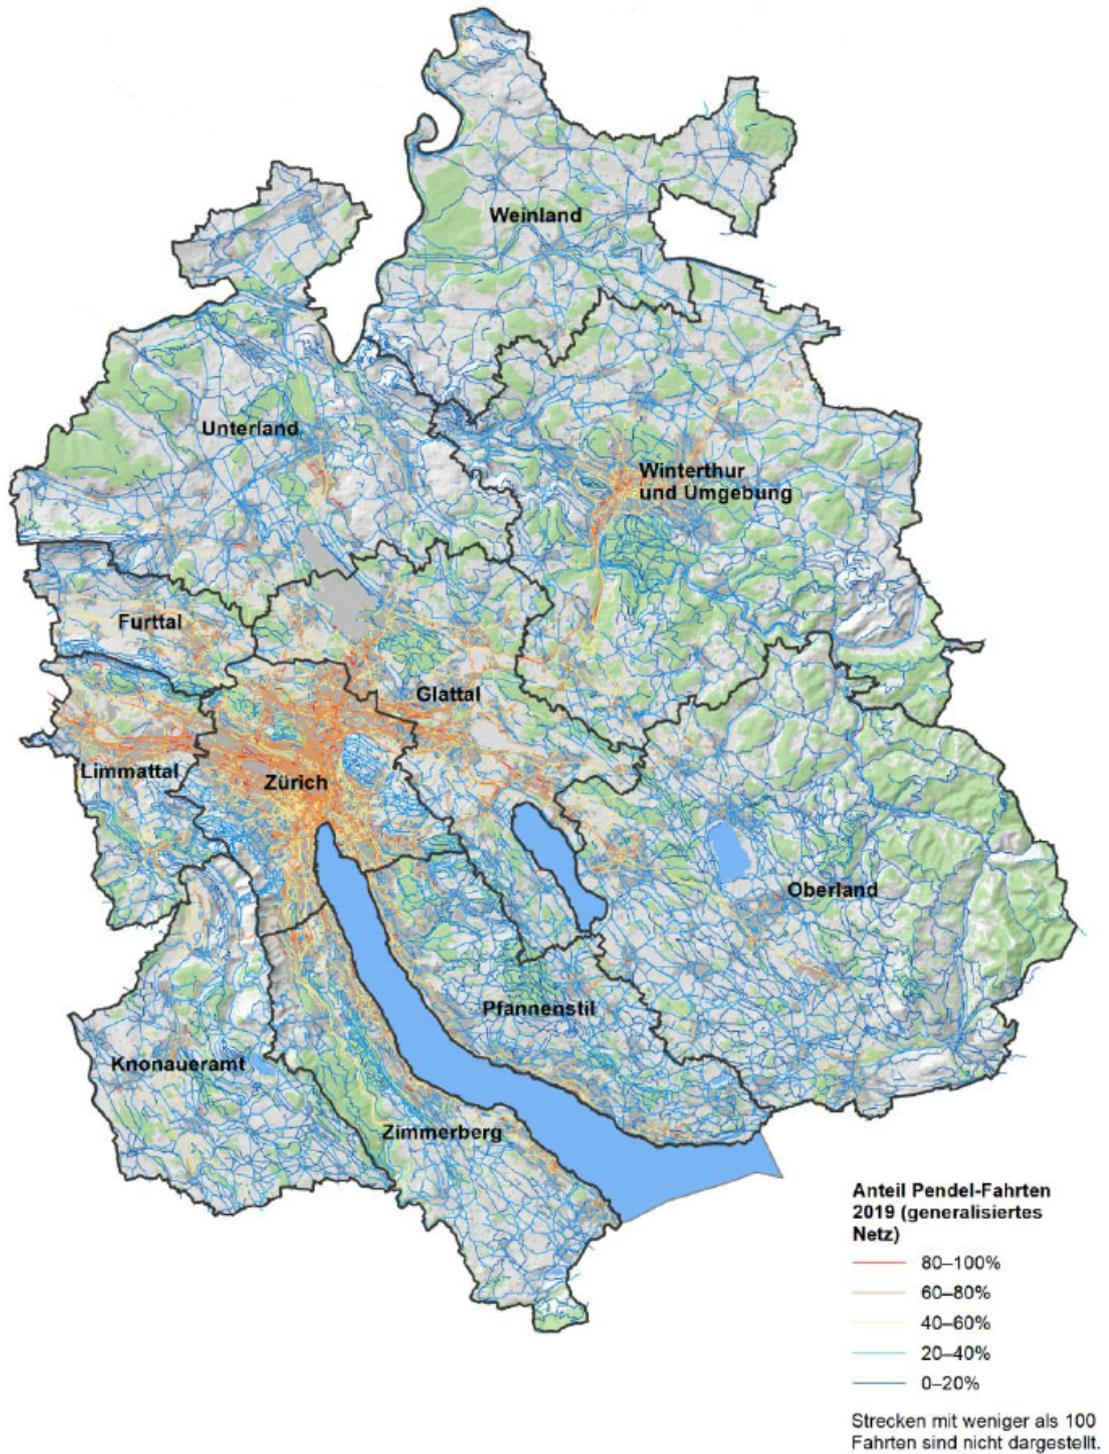 Weinland
Unterland
Winterthur
und Umgebung
Furttal
Glattal
Limmattal
Zürich
Oberland
Pfannenstil
Knonaueramt
Zimmerberg
Anteil Pendel-Fahrten
2019 (generalisiertes
Netz)
80–100%
60–80%
40–60%
20–40%
0–20%
Strecken mit weniger als 100
Fahrten sind nicht dargestellt.